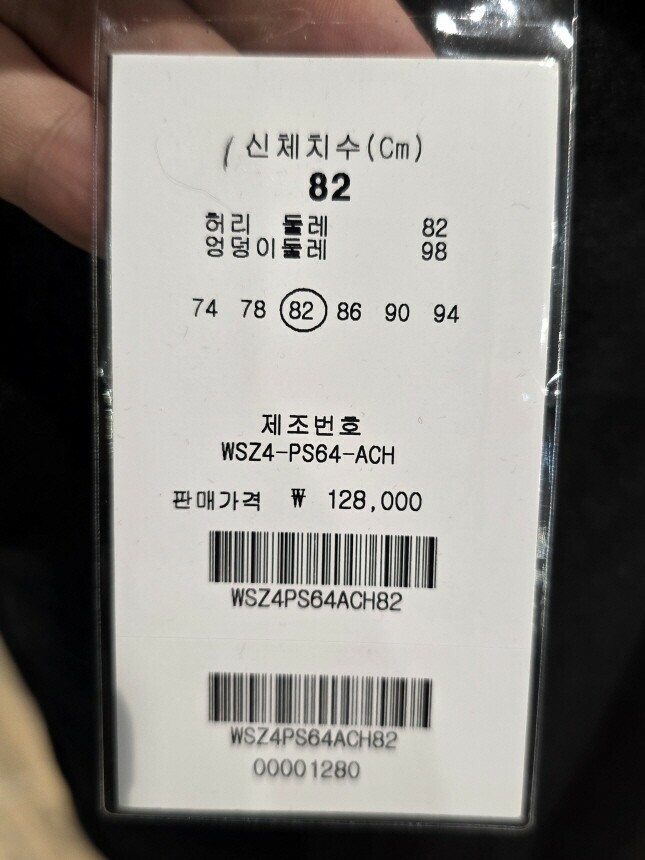 신체치수(Cm)
82
허리 둘레 82
엉덩이둘레 98
74 78 82 86 90 94
제조번호
WSZ4-PS64-ACH
판매가격 ₩ 128,000
WSZ4PS64ACH82
WSZ4PS64ACH82
00001280